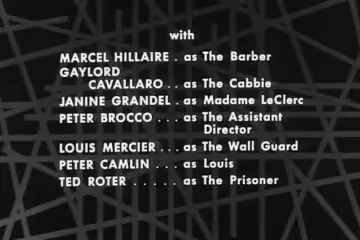 with
MARCEL HILLAIRE . as The Barber
GAYLORD
CAVALLARO . . as The Cabbie
JANINE GRANDEL . as Madame LeClerc
PETER BROCCO . . . as The Assistant
Director
LOUIS MERCIER . . . as The Wall Guard
PETER CAMLIN . . . as Louis
TED ROTER . . . . . as The Prisoner